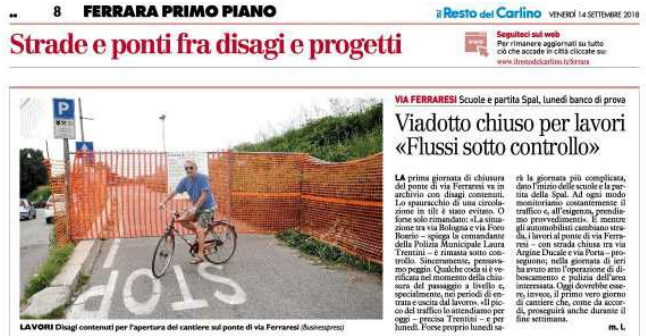 8 FERRARA PRIMO PIANO
il Resto del Carlino VENERDÌ 14 SETTEMBRE 2018
Strade e ponti fra disagi e progetti
Seguiteci sul web
Per rimanere aggiornati su tutto
ciò che accade in città cliccate su:
www.ilrestodelcarlino.it/ferrara
P
STOP
LAVORI Disagi contenuti per l'apertura del cantiere sul ponte di via Ferraresi (Businesspress)
VIA FERRARESI Scuole e partita Spal, lunedì banco di prova
Viadotto chiuso per lavori
«Flussi sotto controllo»
LA prima giornata di chiusura
del ponte di via Ferraresi va in
archivio con disagi contenuti.
Lo spauracchio di una circola-
zione in tilt è stato evitato. O
forse solo rimandato: «La situa-
zione tra via Bologna e via Foro
Boario – spiega la comandante
della Polizia Municipale Laura
Trentini – è rimasta sotto con-
trollo. Sinceramente, pensava-
mo peggio. Qualche coda si è ve-
rificata nel momento della chiu-
sura del passaggio a livello e,
specialmente, nei periodi di en-
trata e uscita dal lavoro». «Il pic-
co del traffico lo attendiamo per
oggi – precisa Trentini – e per
lunedì. Forse proprio lunedì sa-
rà la giornata più complicata,
dato l'inizio delle scuole e la par-
tita della Spal. Ad ogni modo
monitoriamo costantemente il
traffico e, all'esigenza, prendia-
mo provvedimenti». E mentre
gli automobilisti cambiano stra-
da, i lavori al ponte di via Ferra-
resi – con strada chiusa tra via
Argine Ducale e via Porta – pro-
seguono; nella giornata di ieri
ha avuto atto l'operazione di di-
boscamento e pulizia dell'area
interessata. Oggi dovrebbe esse-
re, invece, il primo vero giorno
di cantiere che, come da accor-
di, proseguirà anche durante il
fine settimana.
m. l.